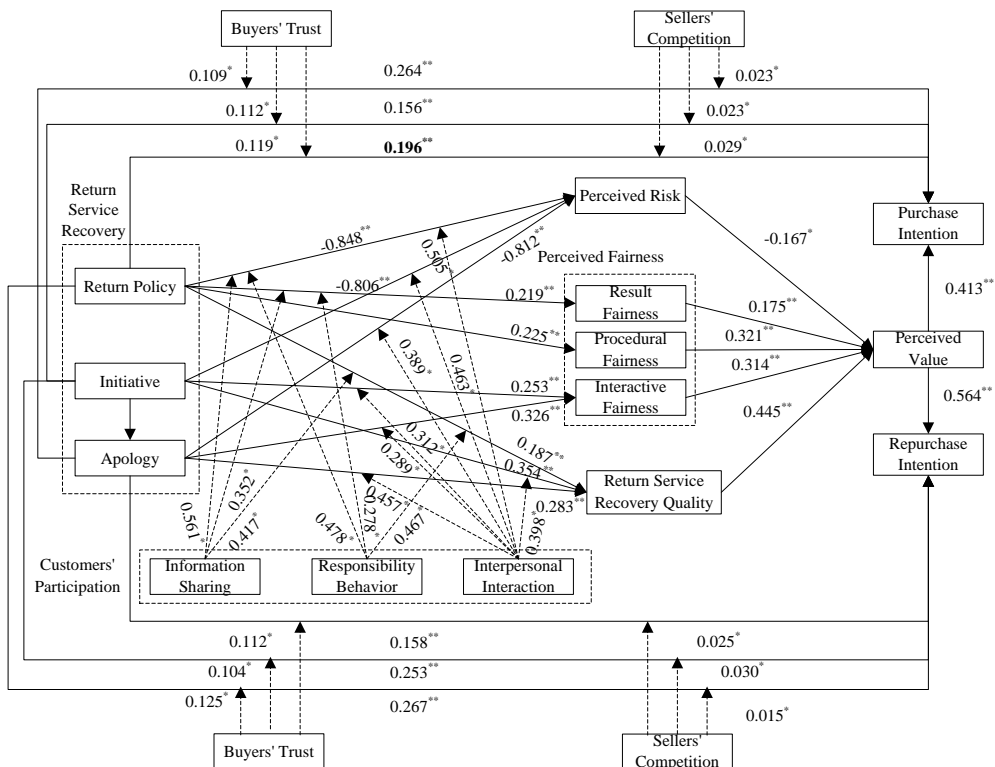 Buyers' Trust
Sellers'
Competition
0.109*
0.264**
0.023*
0.112*
0.156**
0.023*
0.119*
0.196**
0.029*
Return
Service
Recovery
Perceived Risk
Purchase
Intention
-0.848**
0.505*
-0.812**
Perceived Fairness
-0.167*
Return Policy
-0.806**
0.219**
Result
Fairness
0.175**
0.413**
0.225**
Procedural
Fairness
0.321**
Perceived
Value
0.389*
0.463*
0.314**
Initiative
0.253**
Interactive
Fairness
0.564**
0.326**
0.445**
Apology
0.312*
0.289*
0.187**
0.354**
0.283**
Return Service
Recovery Quality
Repurchase
Intention
0.561*
0.352*
0.417*
0.478*
0.278*
0.467*
0.457*
0.398*
Customers'
Participation
Information
Sharing
Responsibility
Behavior
Interpersonal
Interaction
0.112*
0.158**
0.025*
0.104*
0.253**
0.030*
0.125*
0.267**
0.015*
Buyers' Trust
Sellers'
Competition